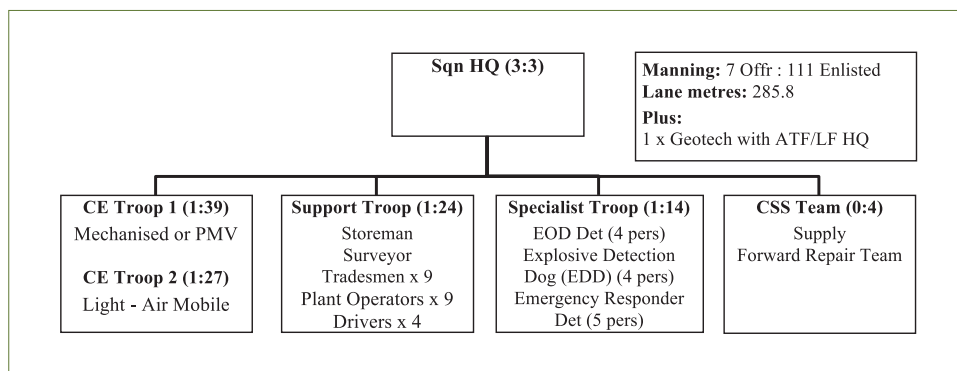 Sqn HQ (3:3)
Manning: 7 Offr : 111 Enlisted
Lane metres: 285.8
Plus:
1 x Geotech with ATF/LF HQ
CE Troop 1 (1:39)
Mechanised or PMV
CE Troop 2 (1:27)
Light - Air Mobile
Support Troop (1:24)
Storeman
Surveyor
Tradesmen x 9
Plant Operators x 9
Drivers x 4
Specialist Troop (1:14)
EOD Det (4 pers)
Explosive Detection
Dog (EDD) (4 pers)
Emergency Responder
Det (5 pers)
CSS Team (0:4)
Supply
Forward Repair Team